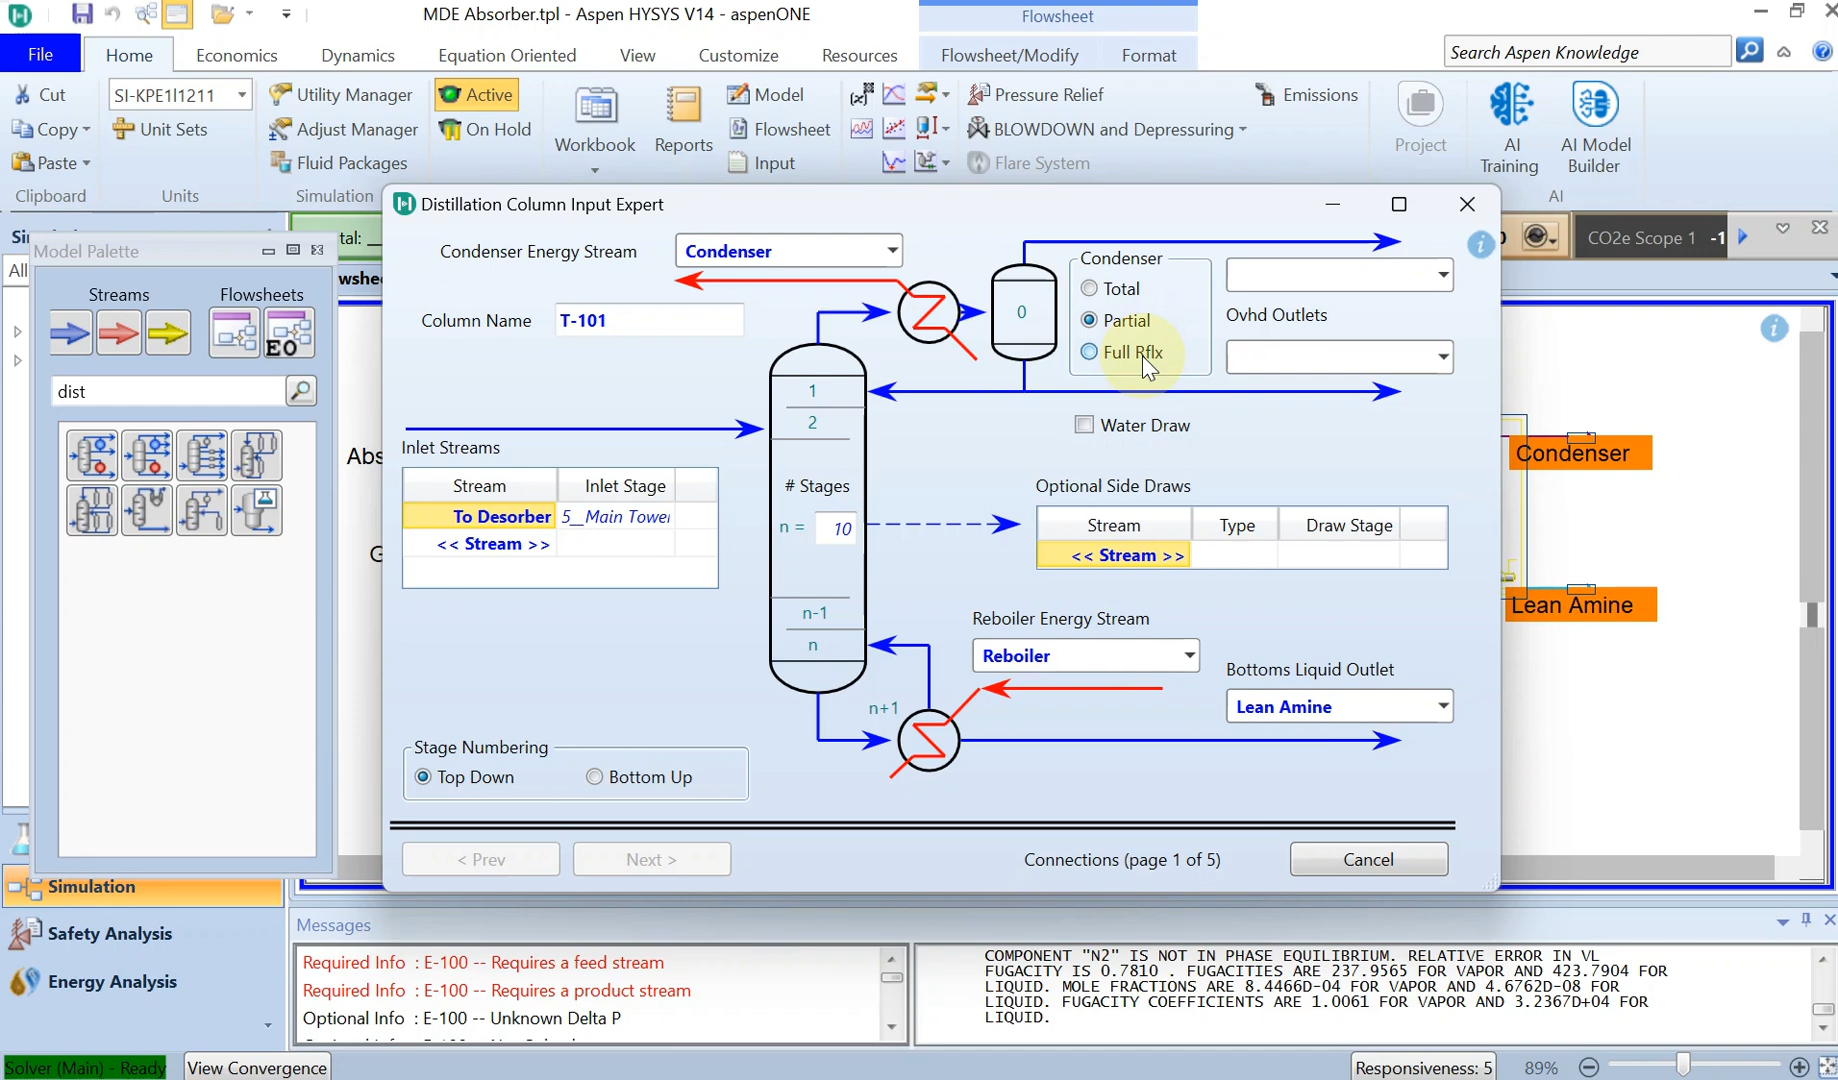 MDE Absorber.tpl - Aspen HYSYS V14 - aspenONE
Flowsheet
File
Home
Economics
Dynamics
Equation Oriented
View
Customize
Resources
Flowsheet/Modify
Format
Search Aspen Knowledge
Cut
SI-KPE1I1211
Utility Manager
Active
Model
Pressure Relief
Emissions
Copy
Unit Sets
Adjust Manager
On Hold
Workbook
Reports
Flowsheet
BLOWDOWN and Depressuring
Project
AI Training
AI Model Builder
Paste
Fluid Packages
Input
Flare System
Clipboard
Units
Simulation
AI
Distillation Column Input Expert
CO2e Scope 1 -1
Model Palette
Streams
Flowsheets
EO
dist
All
Condenser Energy Stream
Condenser
Column Name
T-101
0
Condenser
Total
Partial
Full Rflx
Ovhd Outlets
1
2
Water Draw
Inlet Streams
Stream
Inlet Stage
To Desorber
5__Main Tower
<< Stream >>
# Stages
n =
10
Optional Side Draws
Stream
Type
Draw Stage
<< Stream >>
n-1
n
n+1
Reboiler Energy Stream
Reboiler
Bottoms Liquid Outlet
Lean Amine
Stage Numbering
Top Down
Bottom Up
< Prev
Next >
Connections (page 1 of 5)
Cancel
Condenser
Lean Amine
Simulation
Safety Analysis
Energy Analysis
Messages
Required Info : E-100 -- Requires a feed stream
Required Info : E-100 -- Requires a product stream
Optional Info : E-100 -- Unknown Delta P
COMPONENT "N2" IS NOT IN PHASE EQUILIBRIUM. RELATIVE ERROR IN VL
FUGACITY IS 0.7810 . FUGACITIES ARE 237.9565 FOR VAPOR AND 423.7904 FOR
LIQUID. MOLE FRACTIONS ARE 8.4466D-04 FOR VAPOR AND 4.6762D-08 FOR
LIQUID. FUGACITY COEFFICIENTS ARE 1.0061 FOR VAPOR AND 3.2367D+04 FOR
LIQUID.
Solver (Main) - Ready
View Convergence
Responsiveness: 5
89%